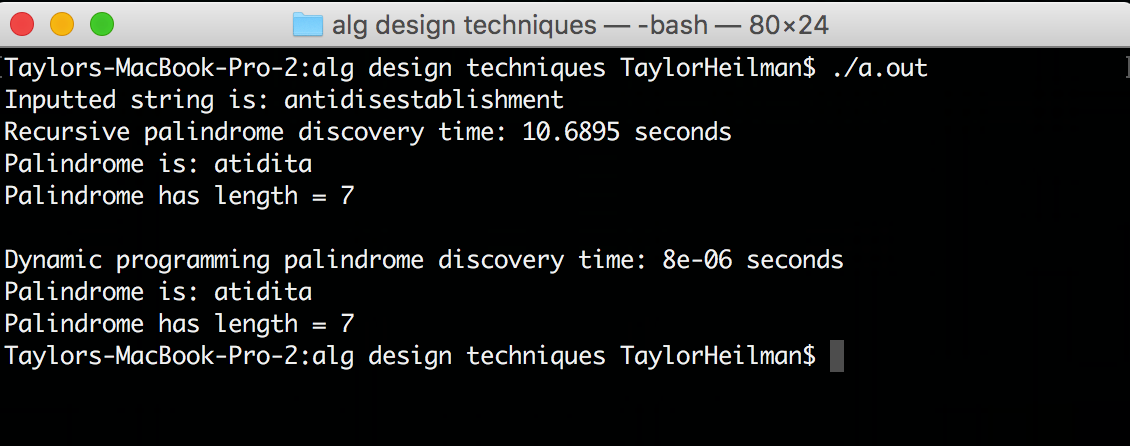 alg design techniques — -bash — 80×24
Taylors-MacBook-Pro-2:alg design techniques TaylorHeilman$ ./a.out
Inputted string is: antidisestablishment
Recursive palindrome discovery time: 10.6895 seconds
Palindrome is: atidita
Palindrome has length = 7
Dynamic programming palindrome discovery time: 8e-06 seconds
Palindrome is: atidita
Palindrome has length = 7
Taylors-MacBook-Pro-2:alg design techniques TaylorHeilman$